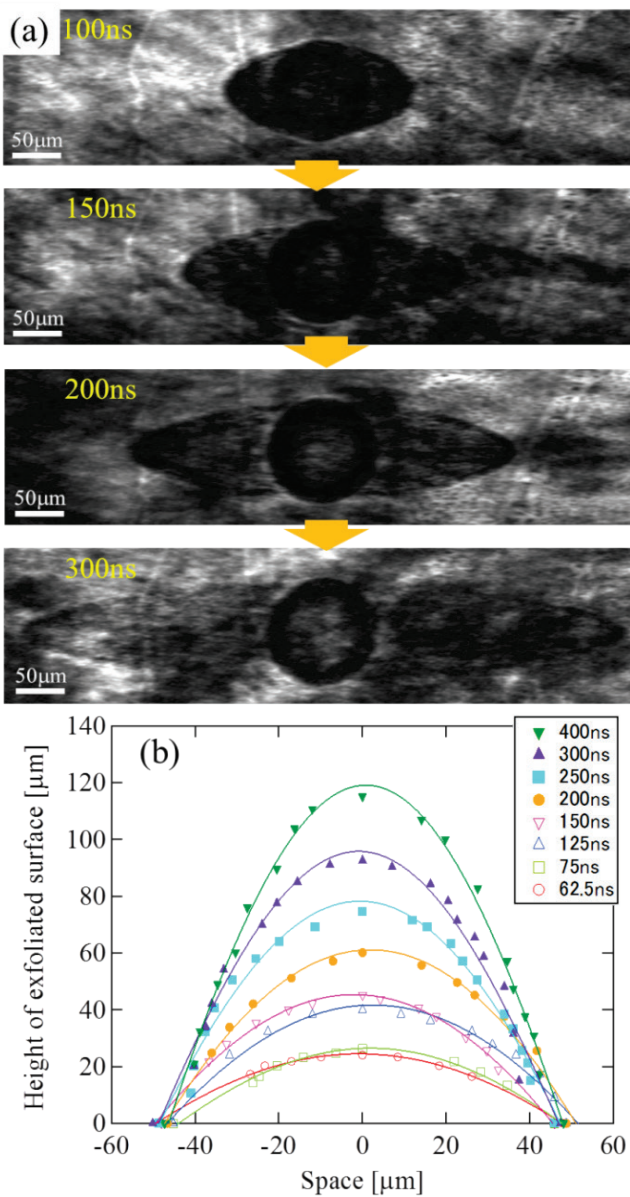 (a)
100ns
50μm
150ns
50μm
200ns
50μm
300ns
50μm
(b)
Height of exfoliated surface [μm]
140
120
100
80
60
40
20
0
-60 -40 -20 0 20 40 60
Space [μm]
400ns
300ns
250ns
200ns
150ns
125ns
75ns
62.5ns